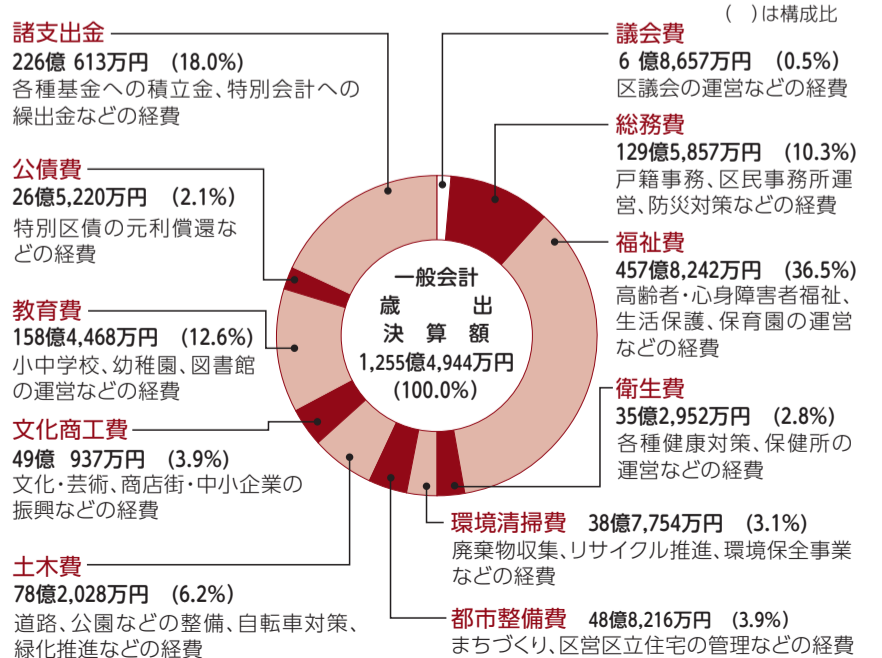 (　)は構成比
諸支出金
226億 613万円 (18.0%)
各種基金への積立金、特別会計への
繰出金などの経費
公債費
26億5,220万円 (2.1%)
特別区債の元利償還な
どの経費
教育費
158億4,468万円 (12.6%)
小中学校、幼稚園、図書館
の運営などの経費
文化商工費
49億 937万円 (3.9%)
文化・芸術、商店街・中小企業の
振興などの経費
土木費
78億2,028万円 (6.2%)
道路、公園などの整備、自転車対策、
緑化推進などの経費
一般会計
歳出
決算額
1,255億4,944万円
(100.0%)
議会費
6億8,657万円 (0.5%)
区議会の運営などの経費
総務費
129億5,857万円 (10.3%)
戸籍事務、区民事務所運
営、防災対策などの経費
福祉費
457億8,242万円 (36.5%)
高齢者・心身障害者福祉、
生活保護、保育園の運営
などの経費
衛生費
35億2,952万円 (2.8%)
各種健康対策、保健所の
運営などの経費
環境清掃費 38億7,754万円 (3.1%)
廃棄物収集、リサイクル推進、環境保全事業
などの経費
都市整備費 48億8,216万円 (3.9%)
まちづくり、区営区立住宅の管理などの経費